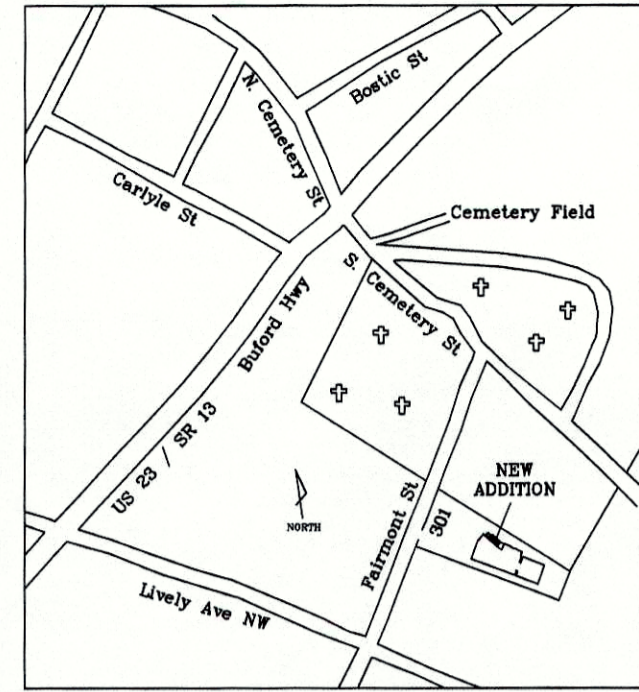 Bostic St
N. Cemetery St
Carlyle St
Cemetery Field
S. Cemetery St
Buford Hwy
US 23 / SR 13
NEW
ADDITION
NORTH
301
Fairmont St
Lively Ave NW